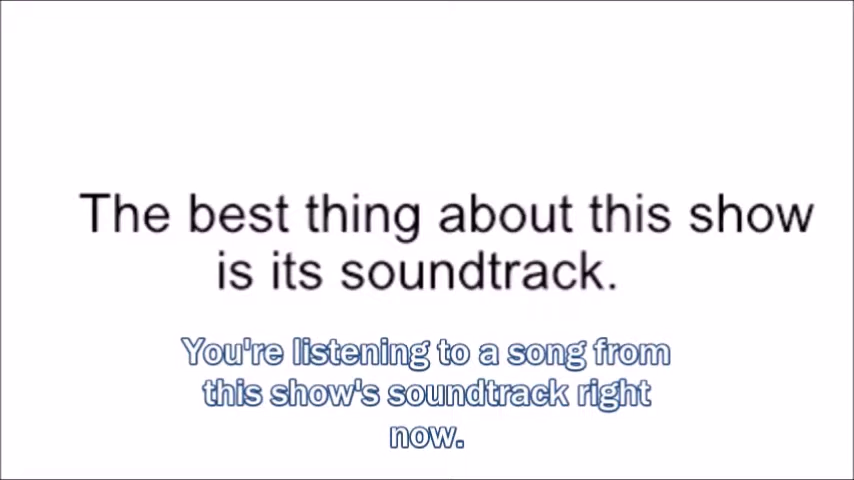 The best thing about this show
is its soundtrack.
You're listening to a song from
this show's soundtrack right
now.